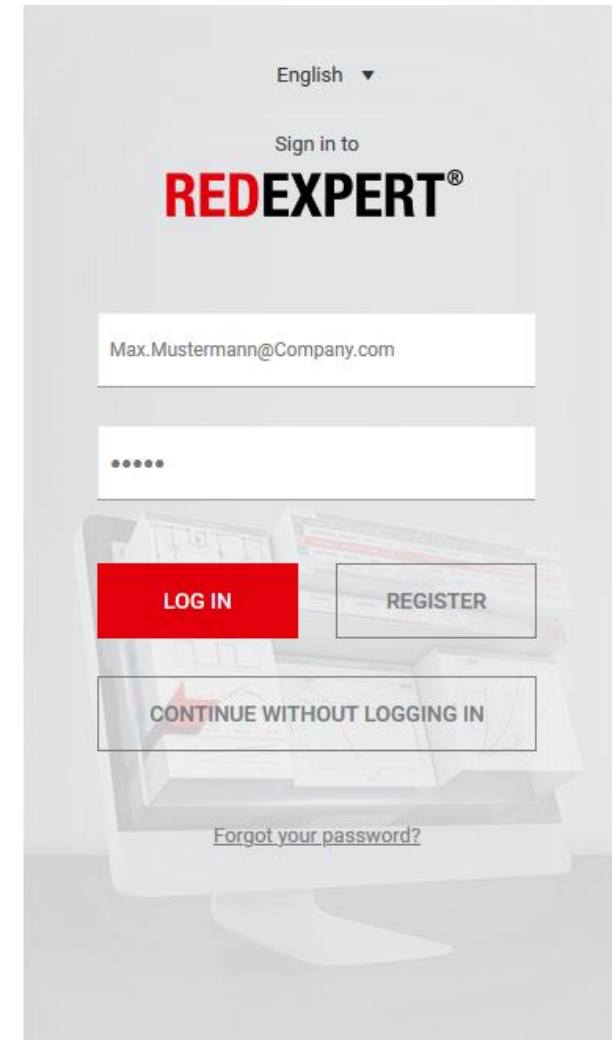 English ▼
Sign in to
REDEXPERT®
Max.Mustermann@Company.com
•••••
LOG IN
REGISTER
CONTINUE WITHOUT LOGGING IN
Forgot your password?